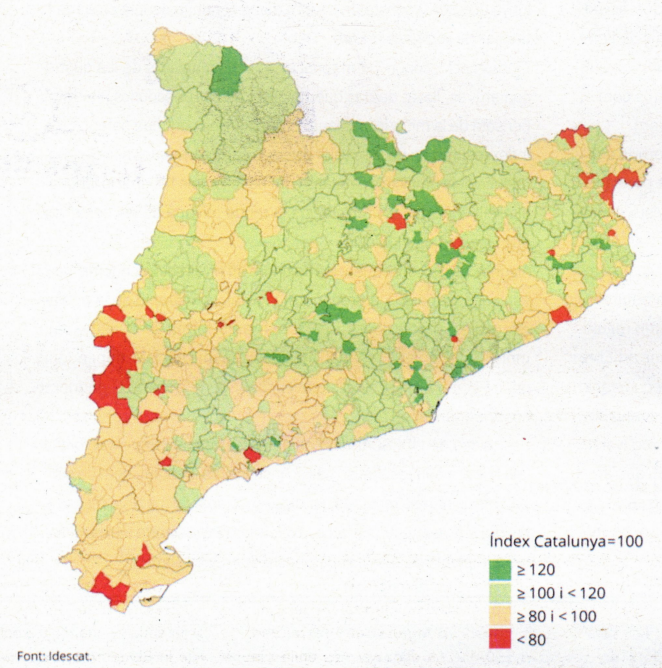 Índex Catalunya=100
≥ 120
≥ 100 i < 120
≥ 80 i < 100
< 80
Font: Idescat.